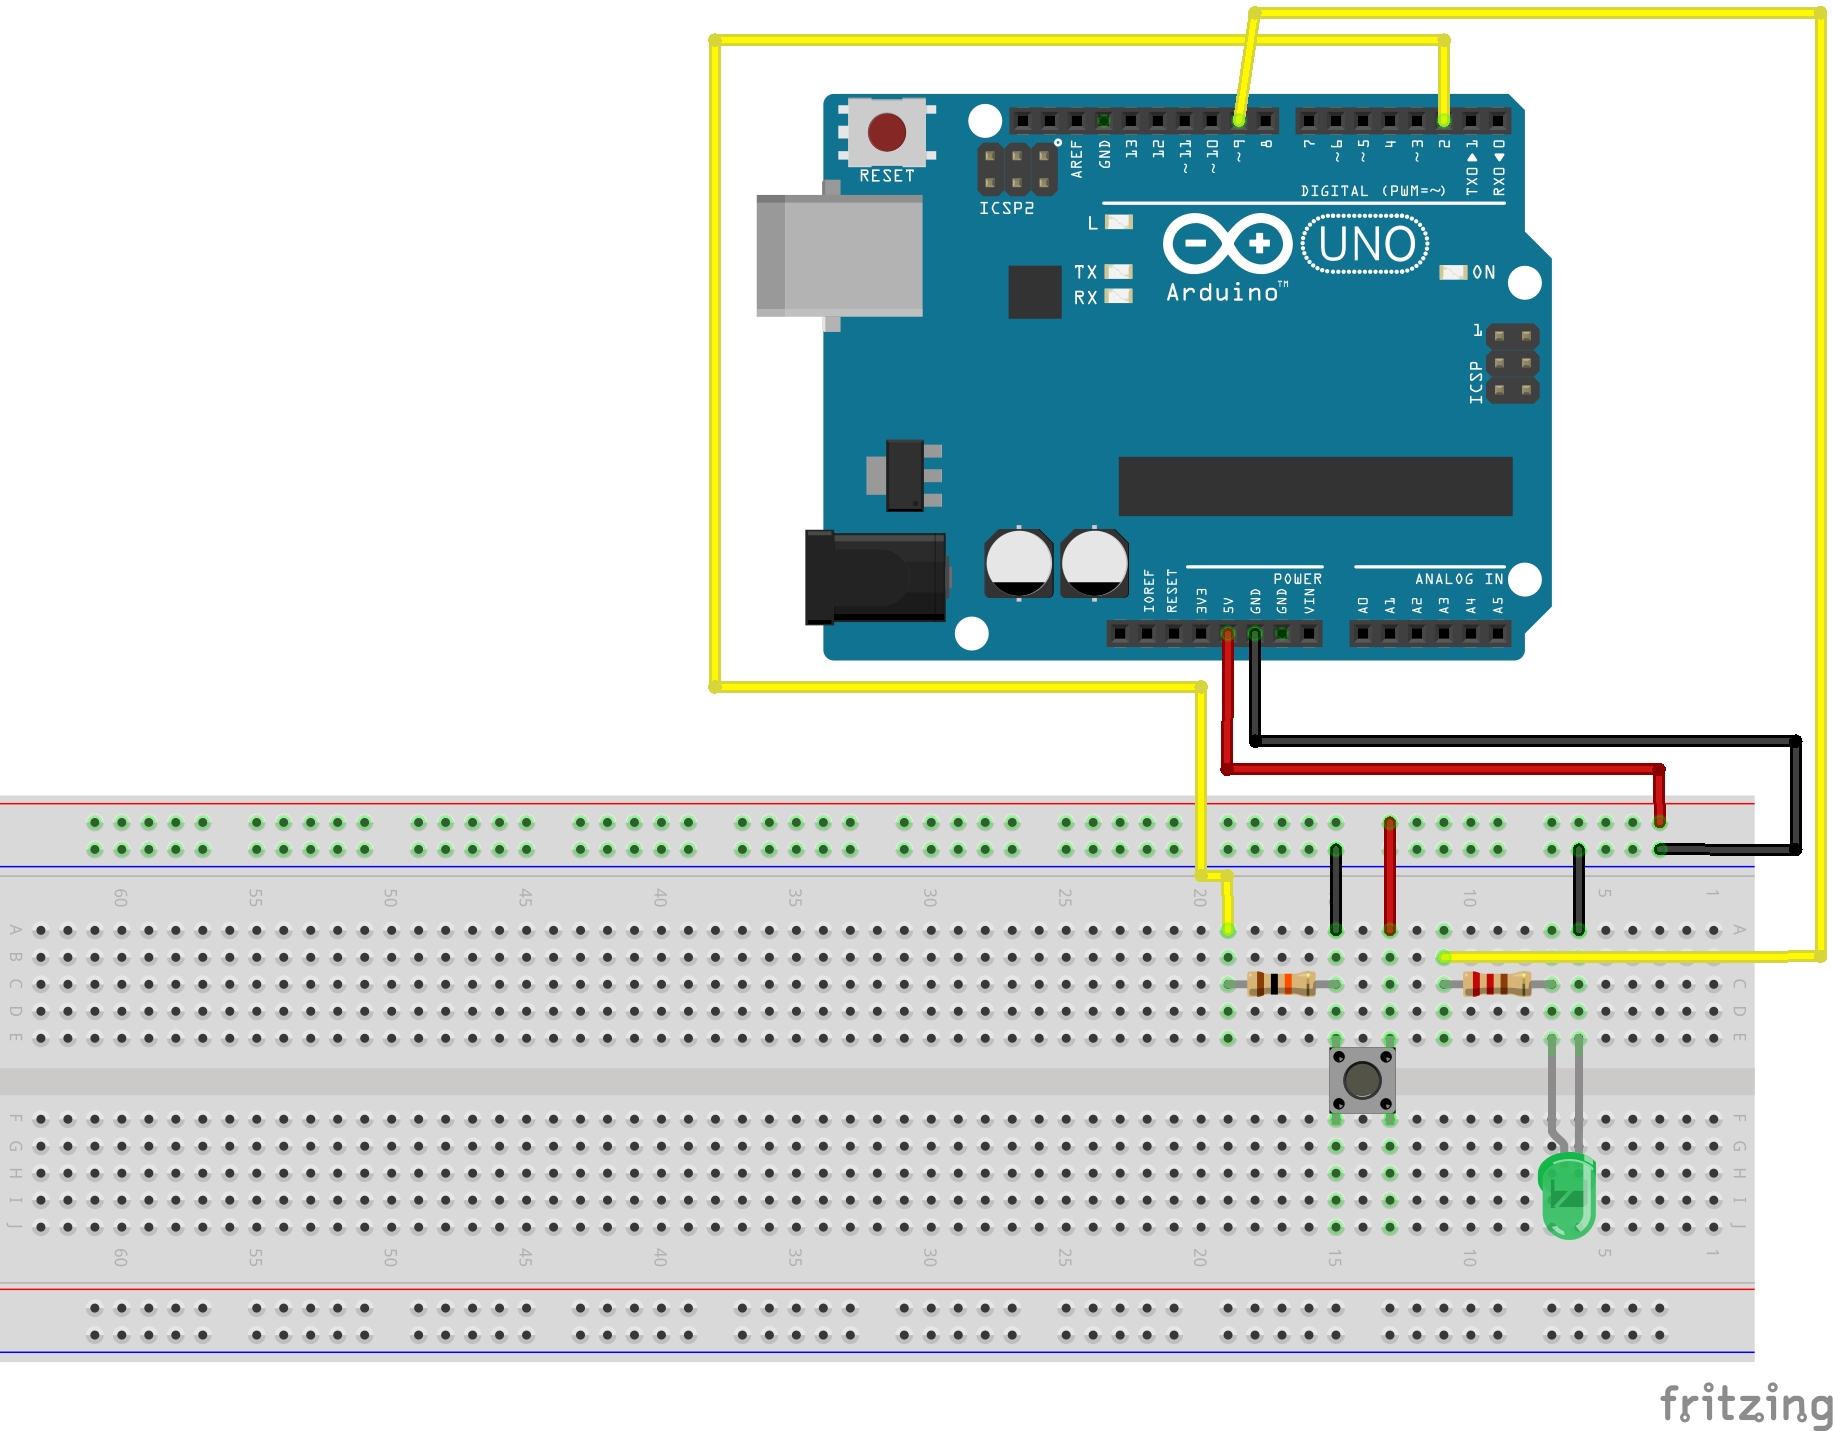 RESET
ICSP2
AREF
GND
13
12
~11
~10
~9
8
7
~6
~5
4
~3
2
TX0▶1
RX0◀0
DIGITAL (PWM=~)
L
TX
RX
UNO
Arduino™
ON
1
ICSP
IOREF
RESET
3V3
5V
GND
GND
VIN
POWER
ANALOG IN
A0
A1
A2
A3
A4
A5
60 55 50 45 40 35 30 25 20 10 5 1
A A
B B
C C
D D
E E
F F
G G
H H
I I
J J
60 55 50 45 40 35 30 25 20 15 10 5 1
fritzing